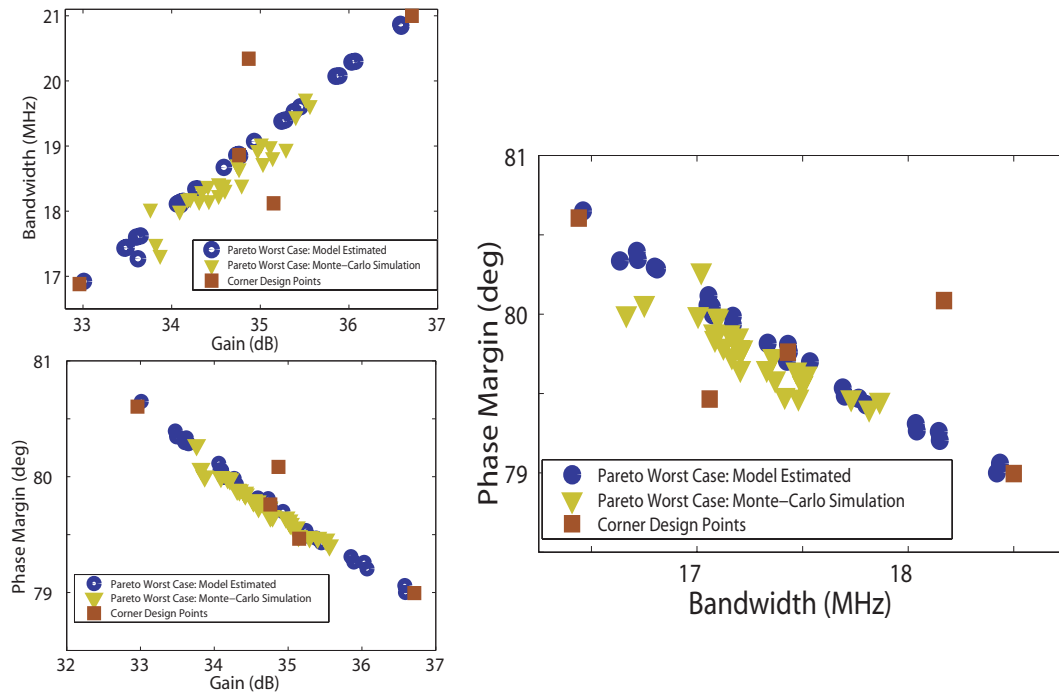 21
20
19
18
17
Bandwidth (MHz)
Pareto Worst Case: Model Estimated
Pareto Worst Case: Monte−Carlo Simulation
Corner Design Points
33 34 35 36 37
Gain (dB)
81
80
79
Phase Margin (deg)
Pareto Worst Case: Model Estimated
Pareto Worst Case: Monte−Carlo Simulation
Corner Design Points
32 33 34 35 36 37
Gain (dB)
81
80
79
Phase Margin (deg)
Pareto Worst Case: Model Estimated
Pareto Worst Case: Monte−Carlo Simulation
Corner Design Points
17 18
Bandwidth (MHz)